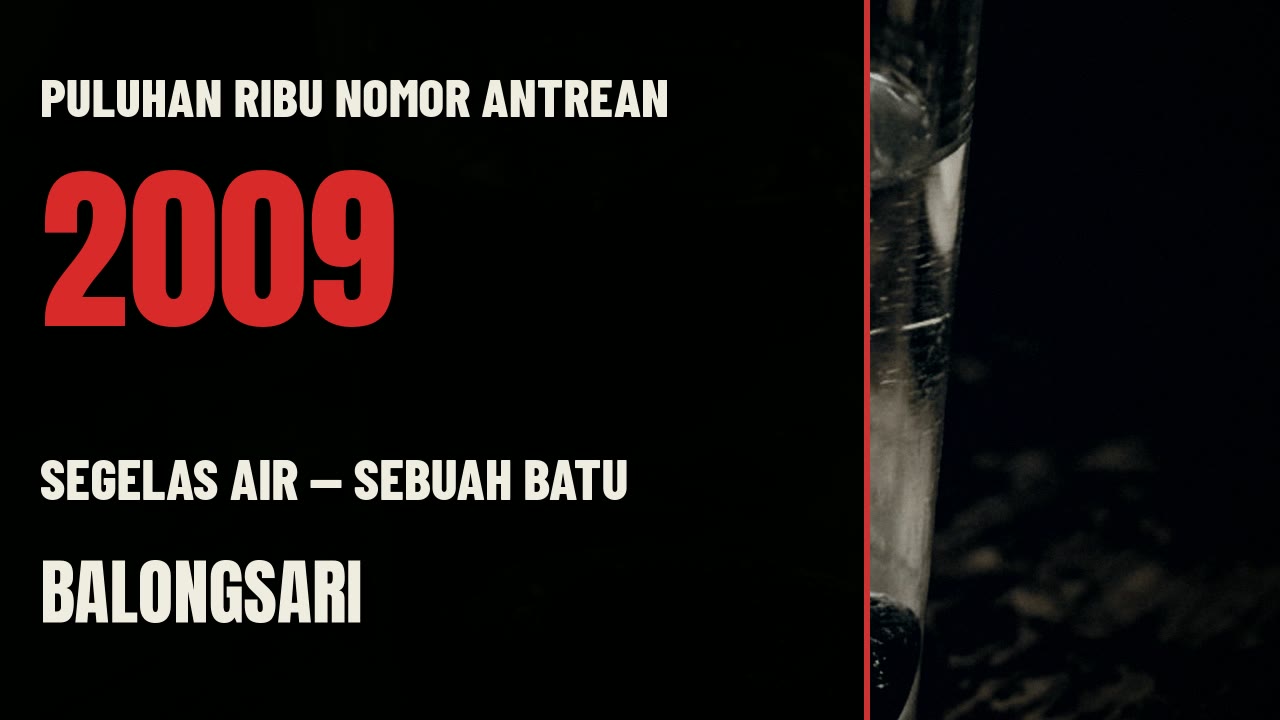 PULUHAN RIBU NOMOR ANTREAN
2009
SEGELAS AIR — SEBUAH BATU
BALONGSARI